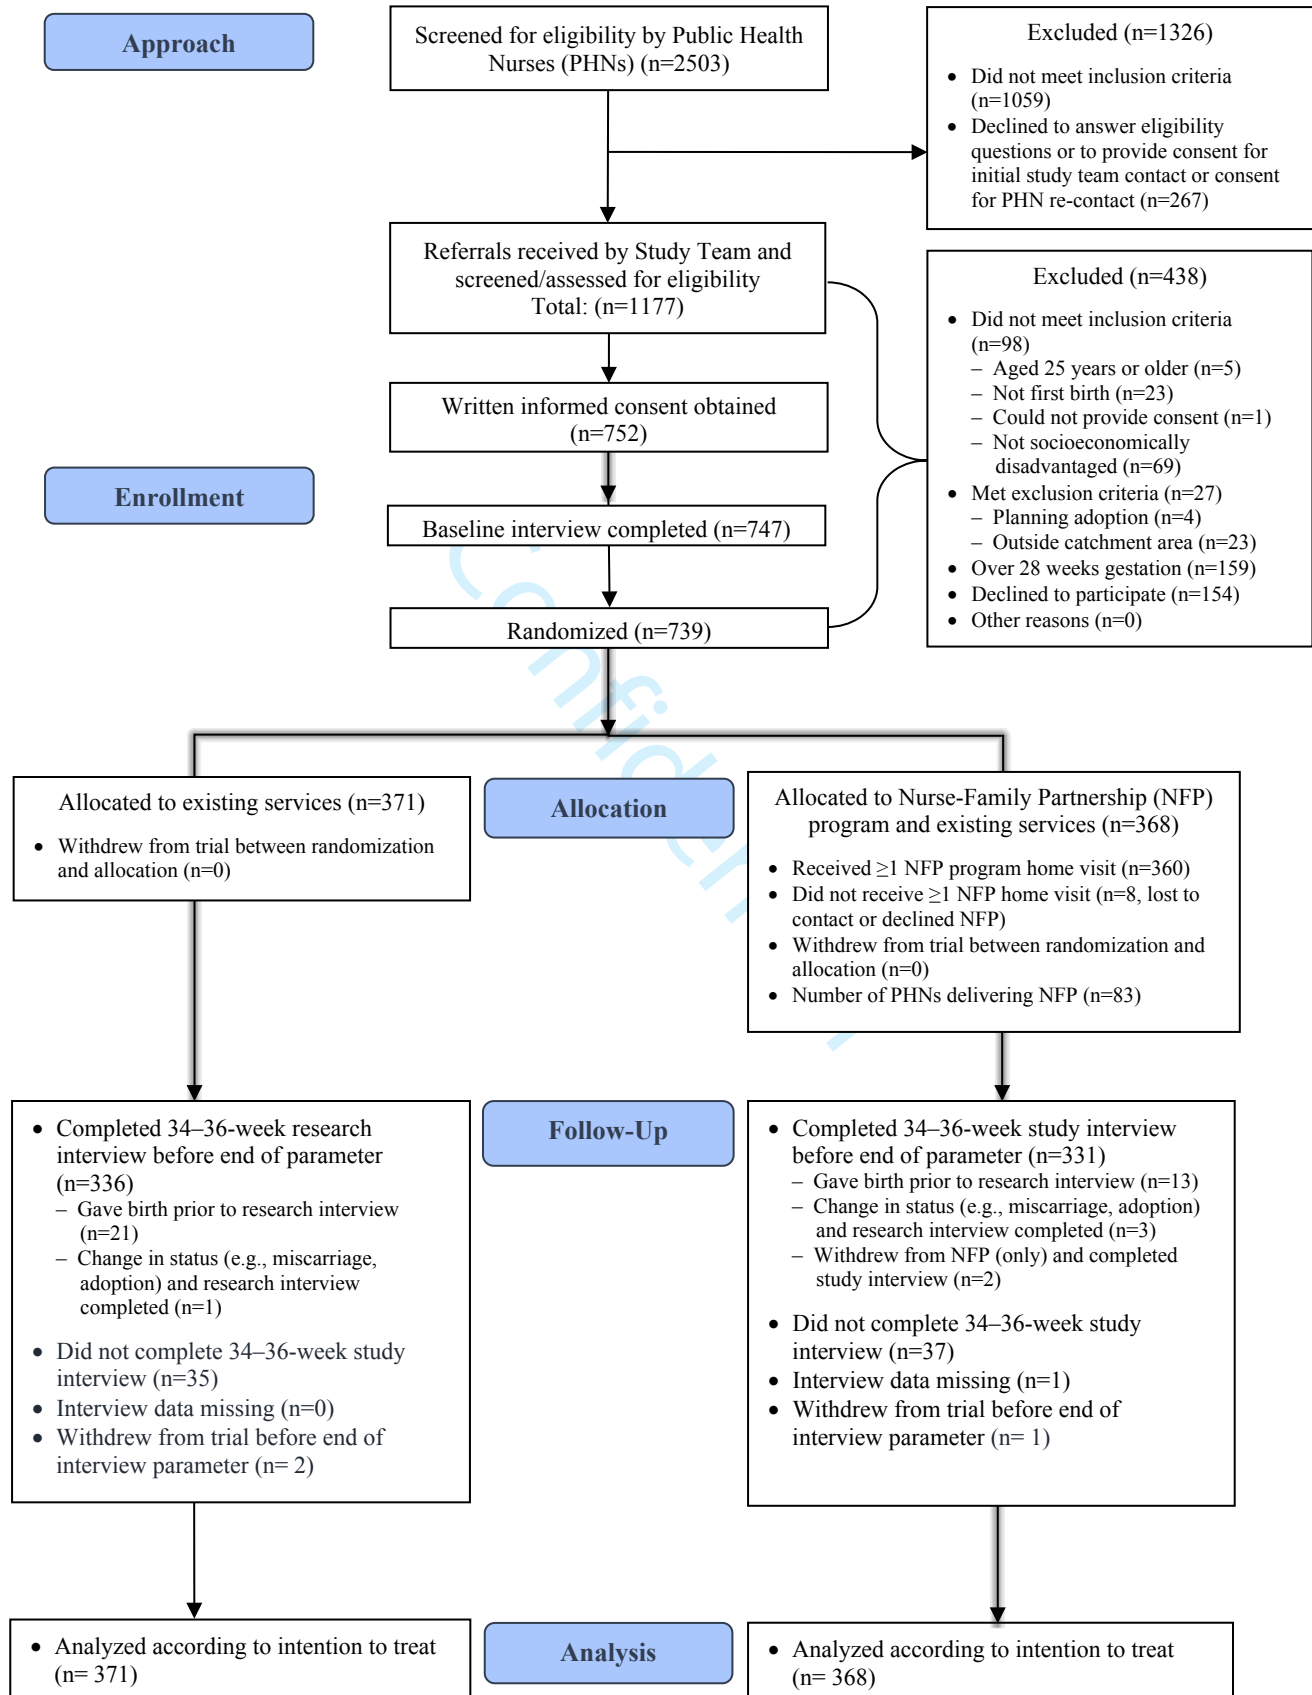 Approach
Screened for eligibility by Public Health
Nurses (PHNs) (n=2503)
Excluded (n=1326)
• Did not meet inclusion criteria
(n=1059)
• Declined to answer eligibility
questions or to provide consent for
initial study team contact or consent
for PHN re-contact (n=267)
Referrals received by Study Team and
screened/assessed for eligibility
Total: (n=1177)
Excluded (n=438)
• Did not meet inclusion criteria
(n=98)
– Aged 25 years or older (n=5)
– Not first birth (n=23)
– Could not provide consent (n=1)
– Not socioeconomically
disadvantaged (n=69)
• Met exclusion criteria (n=27)
– Planning adoption (n=4)
– Outside catchment area (n=23)
• Over 28 weeks gestation (n=159)
• Declined to participate (n=154)
• Other reasons (n=0)
Written informed consent obtained
(n=752)
Enrollment
Baseline interview completed (n=747)
Randomized (n=739)
Allocated to existing services (n=371)
• Withdrew from trial between randomization
and allocation (n=0)
Allocation
Allocated to Nurse-Family Partnership (NFP)
program and existing services (n=368)
• Received ≥1 NFP program home visit (n=360)
• Did not receive ≥1 NFP home visit (n=8, lost to
contact or declined NFP)
• Withdrew from trial between randomization and
allocation (n=0)
• Number of PHNs delivering NFP (n=83)
• Completed 34–36-week research
interview before end of parameter
(n=336)
– Gave birth prior to research interview
(n=21)
– Change in status (e.g., miscarriage,
adoption) and research interview
completed (n=1)
• Did not complete 34–36-week study
interview (n=35)
• Interview data missing (n=0)
• Withdrew from trial before end of
interview parameter (n= 2)
Follow-Up
• Completed 34–36-week study interview
before end of parameter (n=331)
– Gave birth prior to research interview (n=13)
– Change in status (e.g., miscarriage, adoption)
and research interview completed (n=3)
– Withdrew from NFP (only) and completed
study interview (n=2)
• Did not complete 34–36-week study
interview (n=37)
• Interview data missing (n=1)
• Withdrew from trial before end of
interview parameter (n= 1)
• Analyzed according to intention to treat
(n= 371)
Analysis
• Analyzed according to intention to treat
(n= 368)